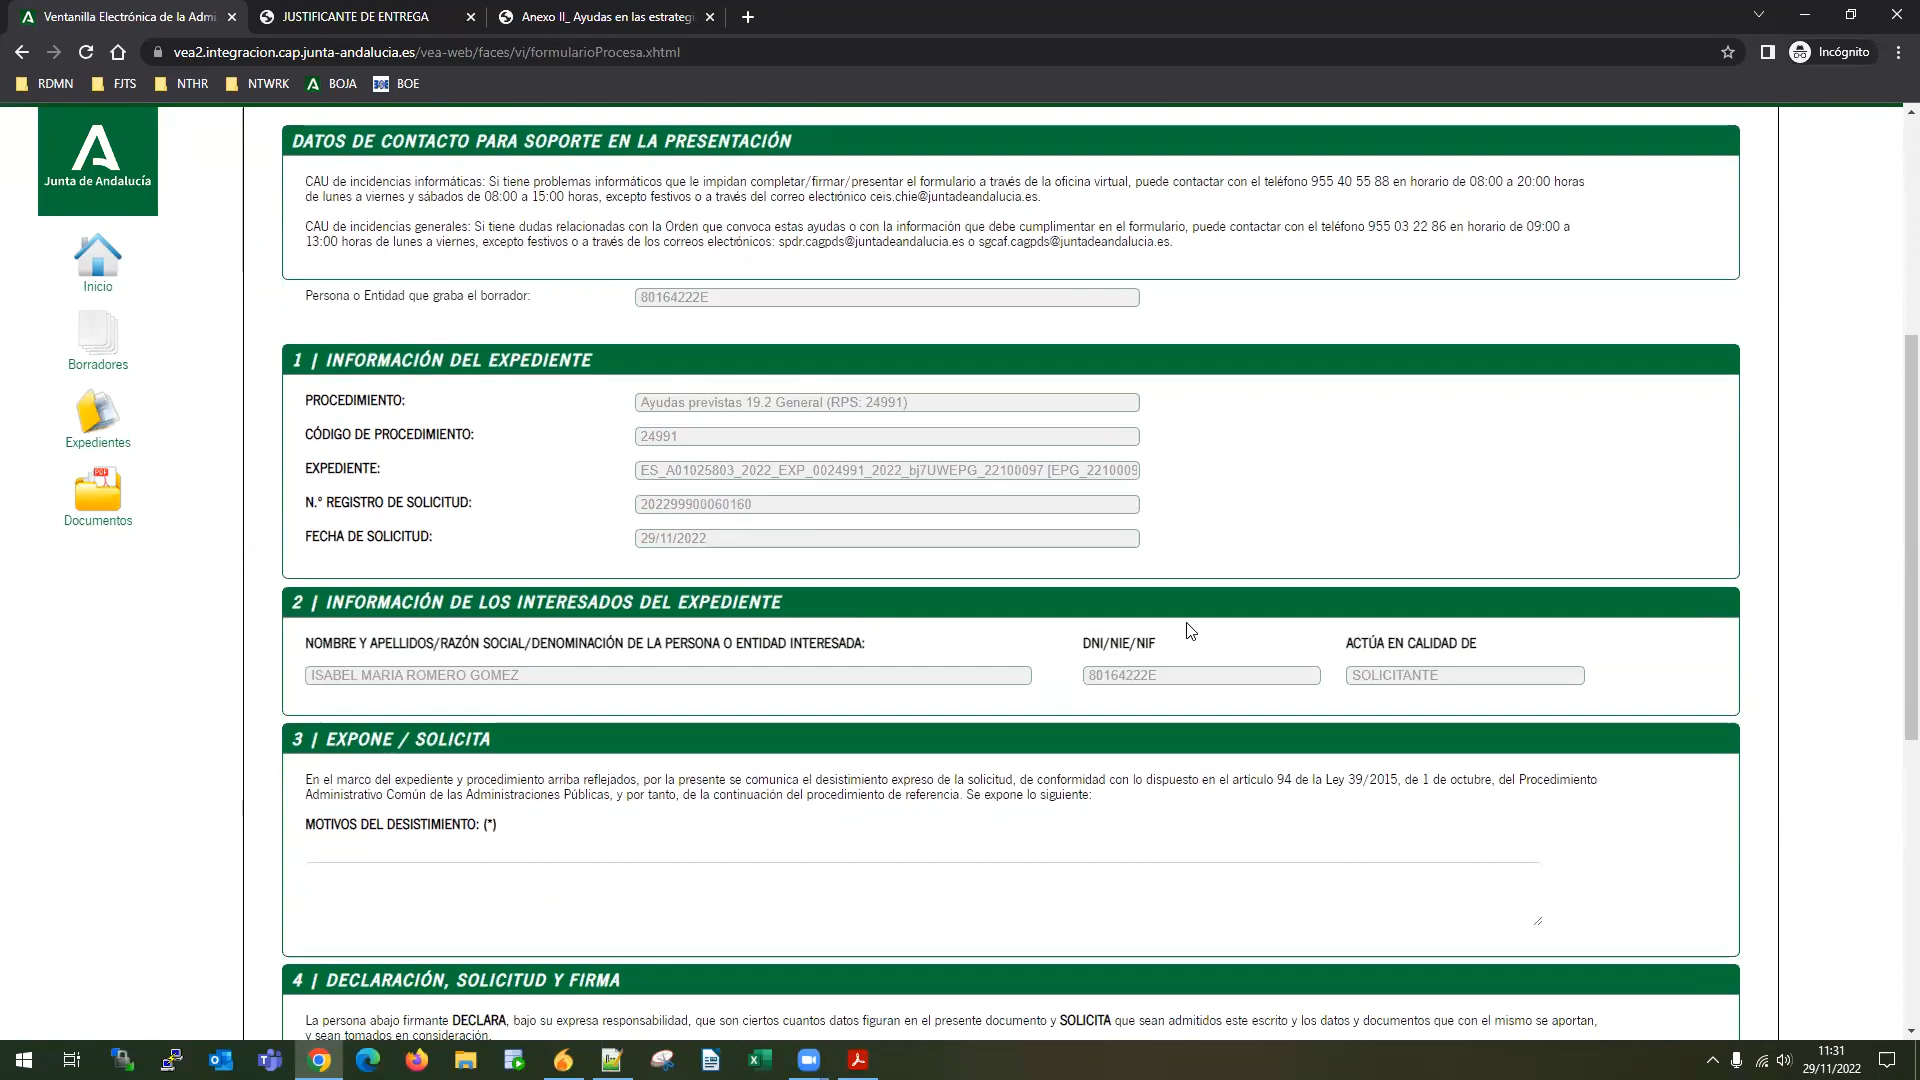 Ventanilla Electrónica de la Admi
JUSTIFICANTE DE ENTREGA
Anexo II_ Ayudas en las estrategi
vea2.integracion.cap.junta-andalucia.es/vea-web/faces/vi/formularioProcesa.xhtml
Incógnito
RDMN
FJTS
NTHR
NTWRK
BOJA
BOE
Junta de Andalucía
Inicio
Borradores
Expedientes
Documentos
DATOS DE CONTACTO PARA SOPORTE EN LA PRESENTACIÓN
CAU de incidencias informáticas: Si tiene problemas informáticos que le impidan completar/firmar/presentar el formulario a través de la oficina virtual, puede contactar con el teléfono 955 40 55 88 en horario de 08:00 a 20:00 horas
de lunes a viernes y sábados de 08:00 a 15:00 horas, excepto festivos o a través del correo electrónico ceis.chie@juntadeandalucia.es.
CAU de incidencias generales: Si tiene dudas relacionadas con la Orden que convoca estas ayudas o con la información que debe cumplimentar en el formulario, puede contactar con el teléfono 955 03 22 86 en horario de 09:00 a
13:00 horas de lunes a viernes, excepto festivos o a través de los correos electrónicos: spdr.cagpds@juntadeandalucia.es o sgcaf.cagpds@juntadeandalucia.es.
Persona o Entidad que graba el borrador:
80164222E
1 | INFORMACIÓN DEL EXPEDIENTE
PROCEDIMIENTO:
Ayudas previstas 19.2 General (RPS: 24991)
CÓDIGO DE PROCEDIMIENTO:
24991
EXPEDIENTE:
ES_A01025803_2022_EXP_0024991_2022_bj7UWEPG_22100097 [EPG_2210009
N.º REGISTRO DE SOLICITUD:
202299900060160
FECHA DE SOLICITUD:
29/11/2022
2 | INFORMACIÓN DE LOS INTERESADOS DEL EXPEDIENTE
NOMBRE Y APELLIDOS/RAZÓN SOCIAL/DENOMINACIÓN DE LA PERSONA O ENTIDAD INTERESADA:
DNI/NIE/NIF
ACTÚA EN CALIDAD DE
ISABEL MARIA ROMERO GOMEZ
80164222E
SOLICITANTE
3 | EXPONE / SOLICITA
En el marco del expediente y procedimiento arriba reflejados, por la presente se comunica el desistimiento expreso de la solicitud, de conformidad con lo dispuesto en el artículo 94 de la Ley 39/2015, de 1 de octubre, del Procedimiento
Administrativo Común de las Administraciones Públicas, y por tanto, de la continuación del procedimiento de referencia. Se expone lo siguiente:
MOTIVOS DEL DESISTIMIENTO: (*)
4 | DECLARACIÓN, SOLICITUD Y FIRMA
La persona abajo firmante DECLARA, bajo su expresa responsabilidad, que son ciertos cuantos datos figuran en el presente documento y SOLICITA que sean admitidos este escrito y los datos y documentos que con el mismo se aportan,
y sean tomados en consideración.
11:31
29/11/2022